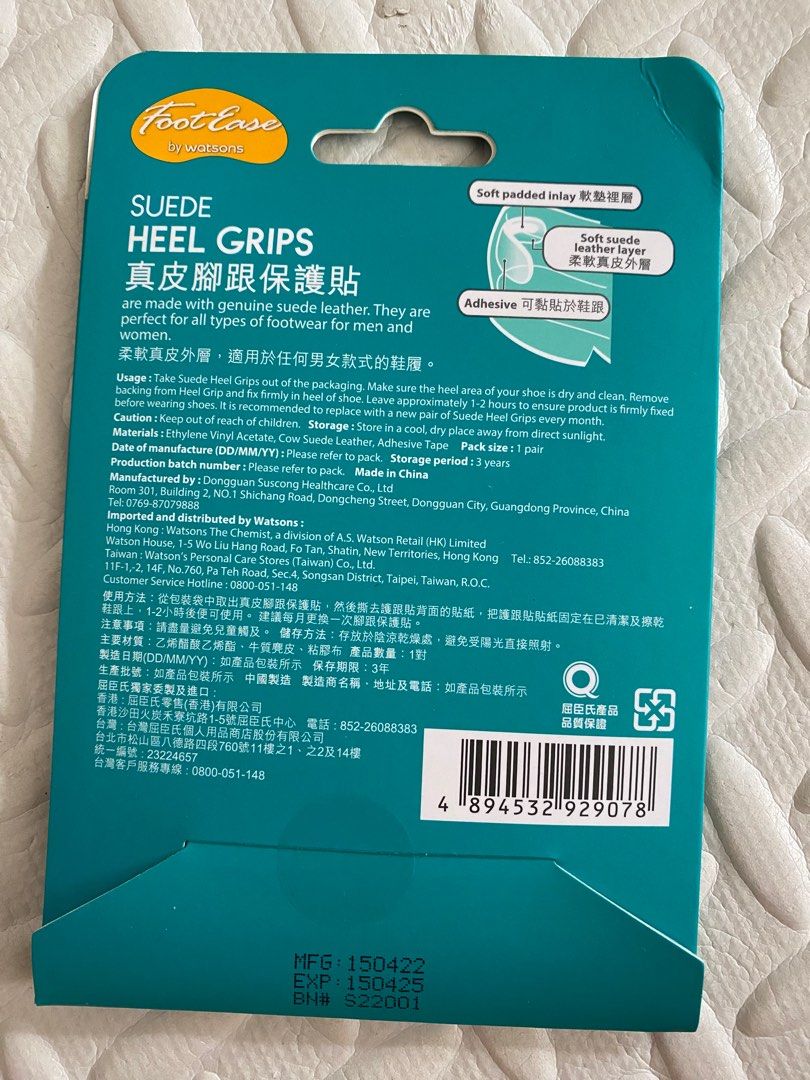 Foot Ease
by watsons
SUEDE
HEEL GRIPS
真皮腳跟保護貼
are made with genuine suede leather. They are
perfect for all types of footwear for men and
women.
柔軟真皮外層，適用於任何男女款式的鞋履。
Soft padded inlay 軟墊裡層
Soft suede
leather layer
柔軟真皮外層
Adhesive 可黏貼於鞋跟
Usage : Take Suede Heel Grips out of the packaging. Make sure the heel area of your shoe is dry and clean. Remove
backing from Heel Grip and fix firmly in heel of shoe. Leave approximately 1-2 hours to ensure product is firmly fixed
before wearing shoes. It is recommended to replace with a new pair of Suede Heel Grips every month.
Caution : Keep out of reach of children. Storage : Store in a cool, dry place away from direct sunlight.
Materials : Ethylene Vinyl Acetate, Cow Suede Leather, Adhesive Tape Pack size : 1 pair
Date of manufacture (DD/MM/YY) : Please refer to pack. Storage period : 3 years
Production batch number : Please refer to pack. Made in China
Manufactured by : Dongguan Suscong Healthcare Co., Ltd
Room 301, Building 2, NO.1 Shichang Road, Dongcheng Street, Dongguan City, Guangdong Province, China
Tel: 0769-87079888
Imported and distributed by Watsons :
Hong Kong : Watsons The Chemist, a division of A.S. Watson Retail (HK) Limited
Watson House, 1-5 Wo Liu Hang Road, Fo Tan, Shatin, New Territories, Hong Kong Tel.: 852-26088383
Taiwan : Watson's Personal Care Stores (Taiwan) Co., Ltd.
11F-1,-2, 14F, No.760, Pa Teh Road, Sec.4, Songsan District, Taipei, Taiwan, R.O.C.
Customer Service Hotline : 0800-051-148
使用方法：從包裝袋中取出真皮腳跟保護貼，然後撕去護跟貼背面的貼紙，把護跟貼貼紙固定在巳清潔及擦乾
鞋跟上，1-2小時後便可使用。建議每月更換一次腳跟保護貼。
注意事項：請盡量避免兒童觸及。 儲存方法：存放於陰涼乾燥處，避免受陽光直接照射。
主要材質：乙烯醋酸乙烯酯、牛質麂皮、粘膠布 產品數量：1對
製造日期(DD/MM/YY)：如產品包裝所示 保存期限：3年
生產批號：如產品包裝所示 中國製造 製造商名稱，地址及電話：如產品包裝所示
屈臣氏獨家委製及進口：
香港：屈臣氏零售(香港)有限公司
香港沙田火炭禾寮坑路1-5號屈臣氏中心 電話：852-26088383
台灣：台灣屈臣氏個人用品商店股份有限公司
台北市松山區八德路四段760號11樓之1、之2及14樓
統一編號：23224657
台灣客戶服務專線：0800-051-148
Q
屈臣氏產品
品質保證
4 894532 929078
MFG:150422
EXP:150425
BN# S22001